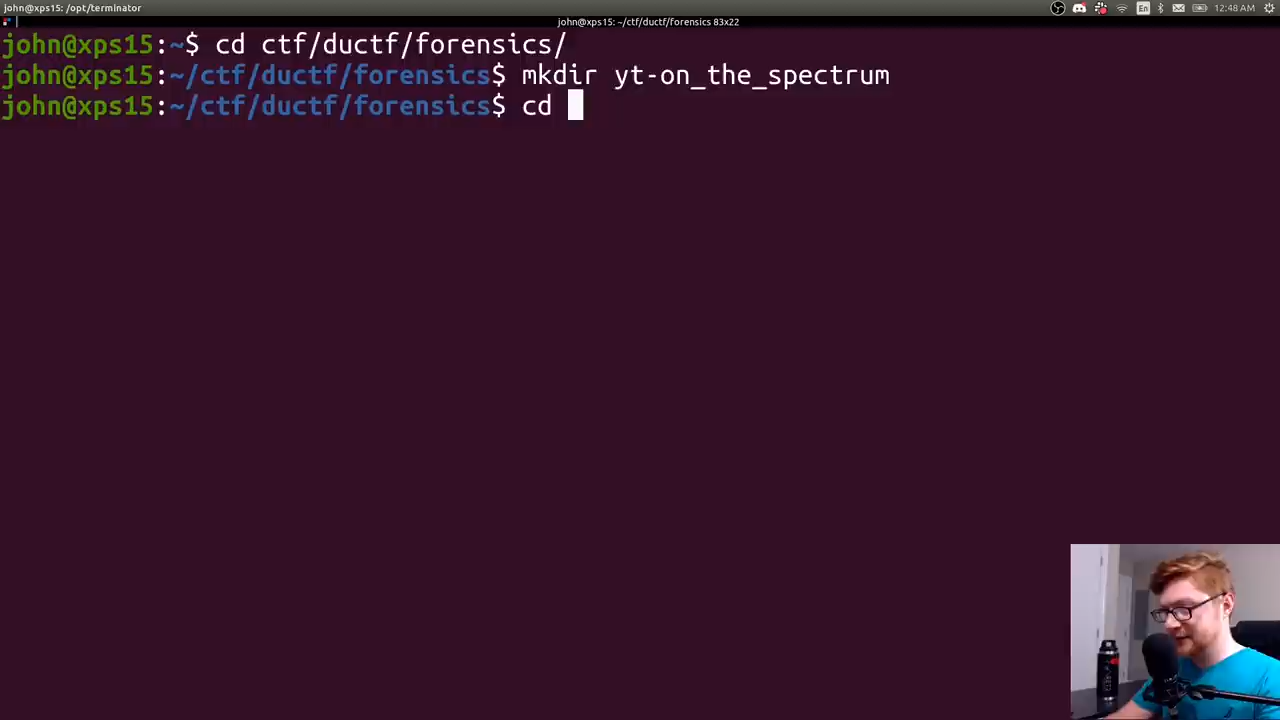 john@xps15: /opt/terminator
En
12:48 AM
john@xps15: ~/ctf/ductf/forensics 83x22
john@xps15:~$ cd ctf/ductf/forensics/
john@xps15:~/ctf/ductf/forensics$ mkdir yt-on_the_spectrum
john@xps15:~/ctf/ductf/forensics$ cd